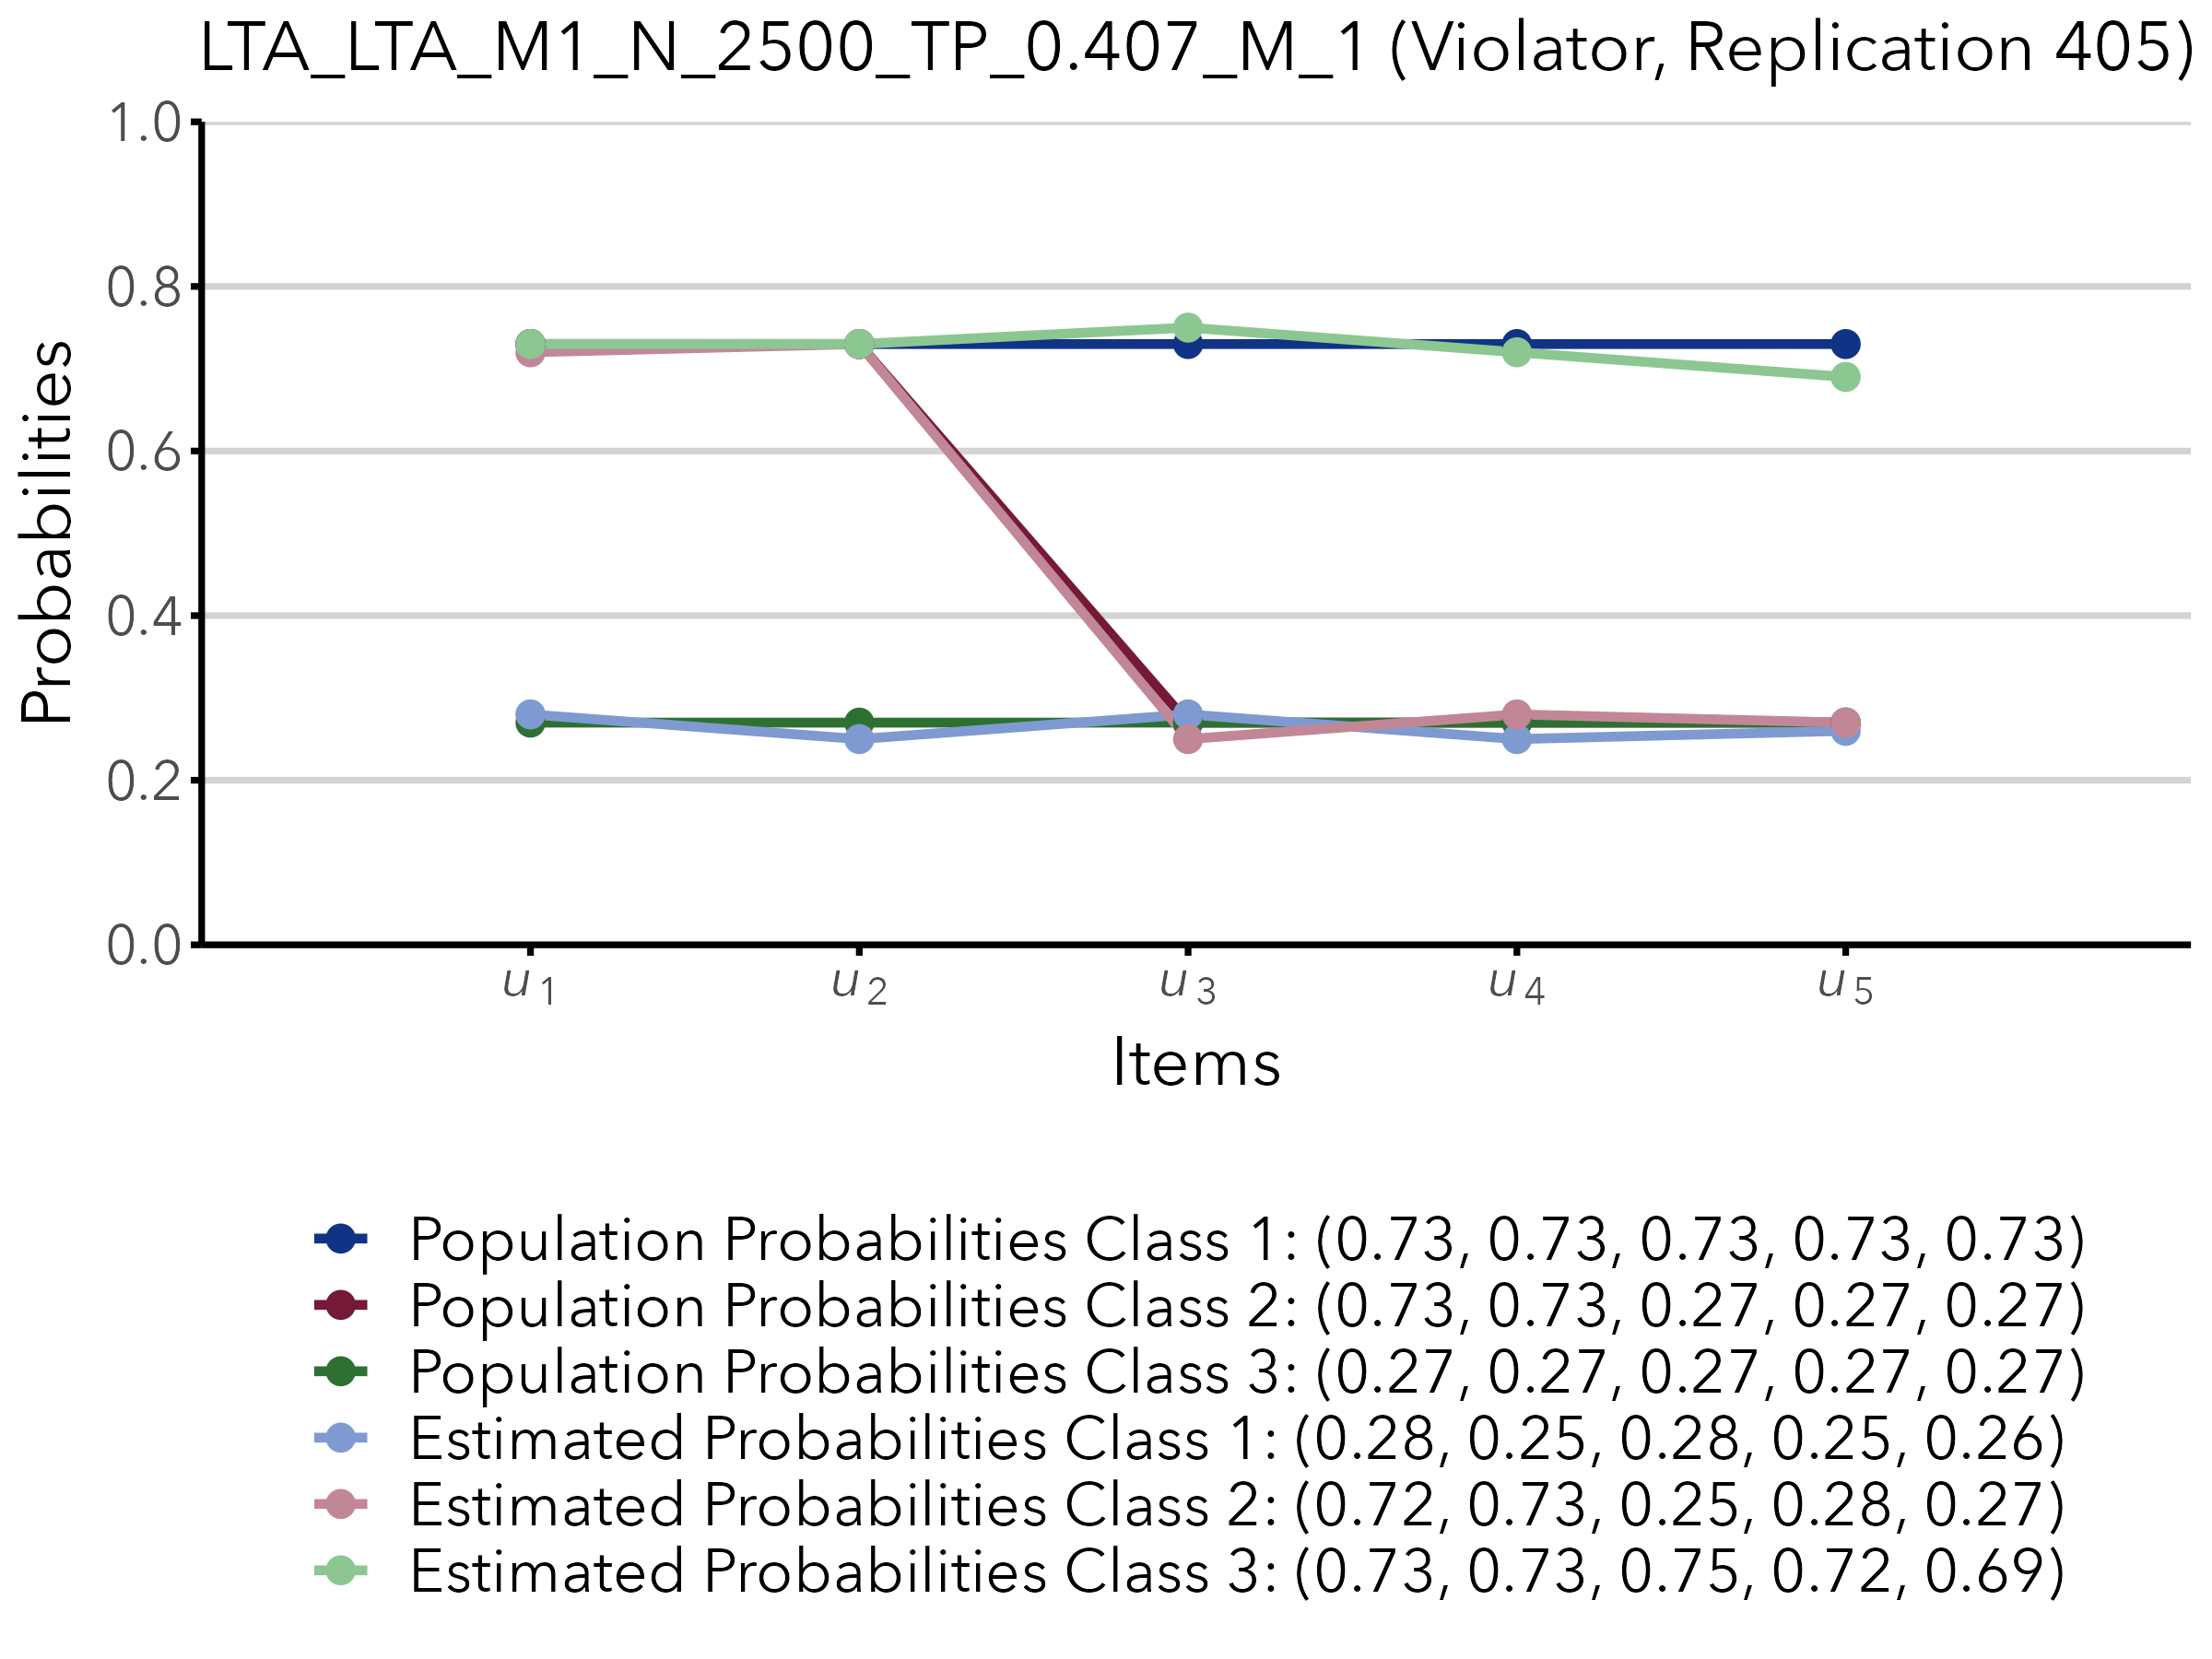 LTA_LTA_M1_N_2500_TP_0.407_M_1 (Violator, Replication 405)
Probabilities
1.0
0.8
0.6
0.4
0.2
0.0
u1
u2
u3
u4
u5
Items
Population Probabilities Class 1: (0.73, 0.73, 0.73, 0.73, 0.73)
Population Probabilities Class 2: (0.73, 0.73, 0.27, 0.27, 0.27)
Population Probabilities Class 3: (0.27, 0.27, 0.27, 0.27, 0.27)
Estimated Probabilities Class 1: (0.28, 0.25, 0.28, 0.25, 0.26)
Estimated Probabilities Class 2: (0.72, 0.73, 0.25, 0.28, 0.27)
Estimated Probabilities Class 3: (0.73, 0.73, 0.75, 0.72, 0.69)